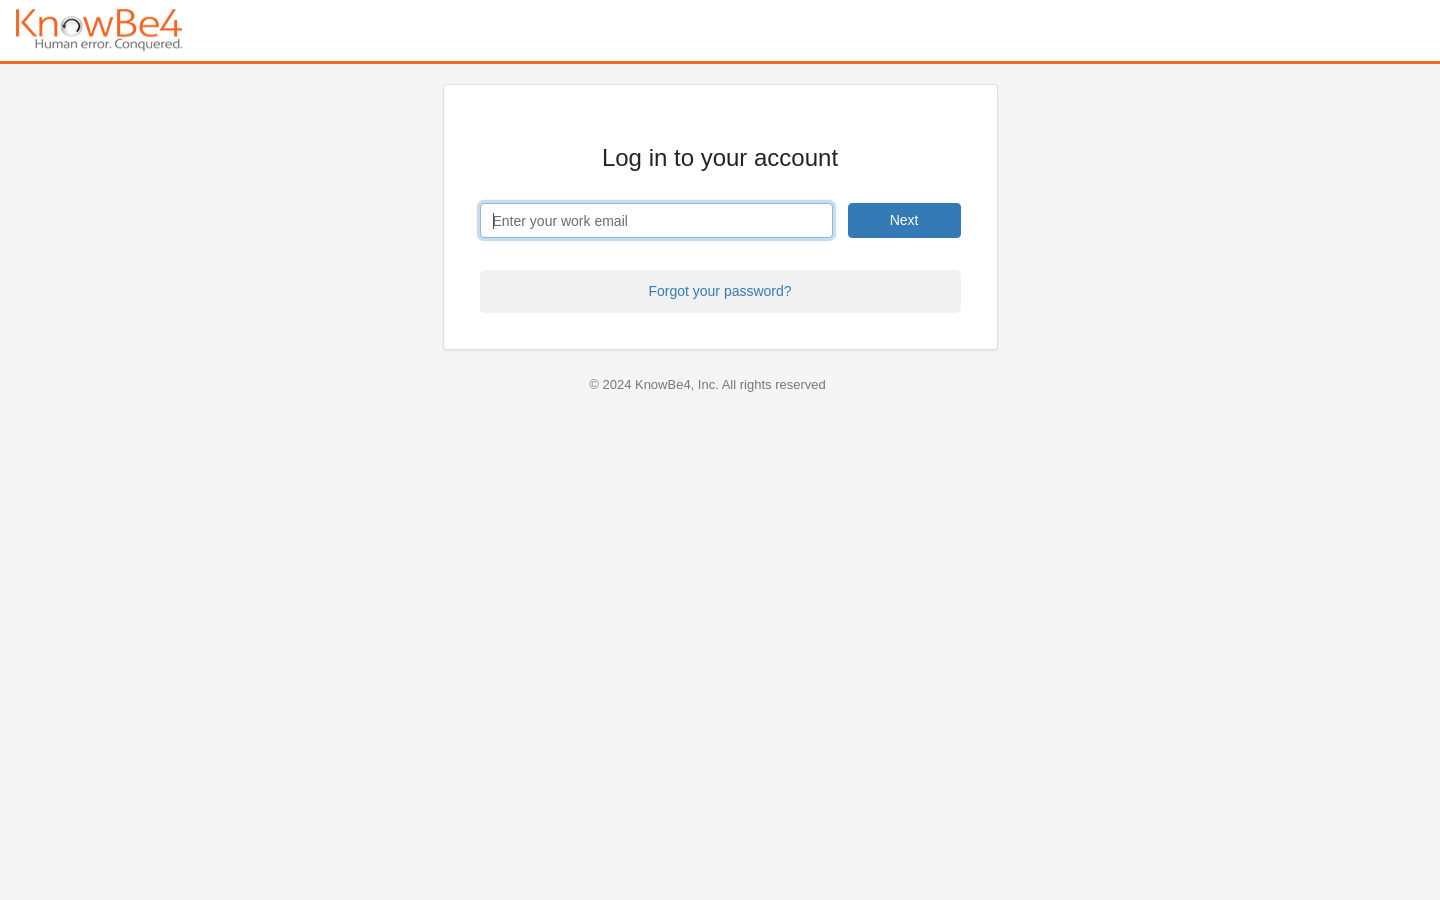 KnowBe4
Human error. Conquered.
Log in to your account
Enter your work email
Next
Forgot your password?
© 2024 KnowBe4, Inc. All rights reserved